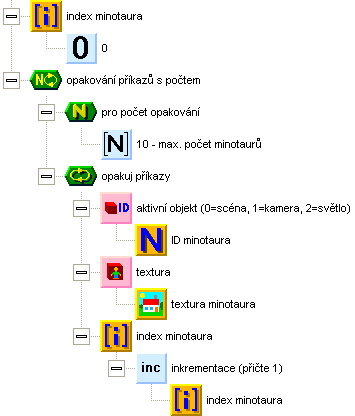 [i] index minotaura
0 0
N opakování příkazů s počtem
N pro počet opakování
[N] 10 - max. počet minotaurů
opakuj příkazy
ID aktivní objekt (0=scéna, 1=kamera, 2=světlo)
N ID minotaura
textura
textura minotaura
[i] index minotaura
inc inkrementace (přičte 1)
[i] index minotaura